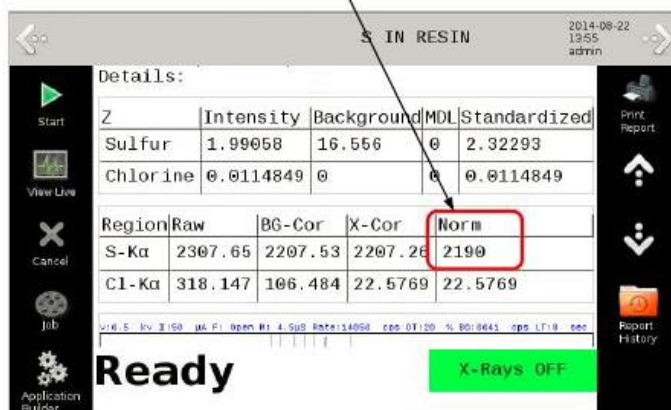 S IN RESIN
2014-08-22
13:55
admin
Details:
Start
Z Intensity Background MDL Standardized
Sulfur 1.99058 16.556 0 2.32293
Chlorine 0.0114849 0 0 0.0114849
Print
Report
View Live
Region Raw BG-Cor X-Cor Norm
S-Kα 2307.65 2207.53 2207.26 2190
Cl-Kα 318.147 106.484 22.5769 22.5769
Cancel
Job
Report
History
Ready
X-Rays OFF
Application
Builder